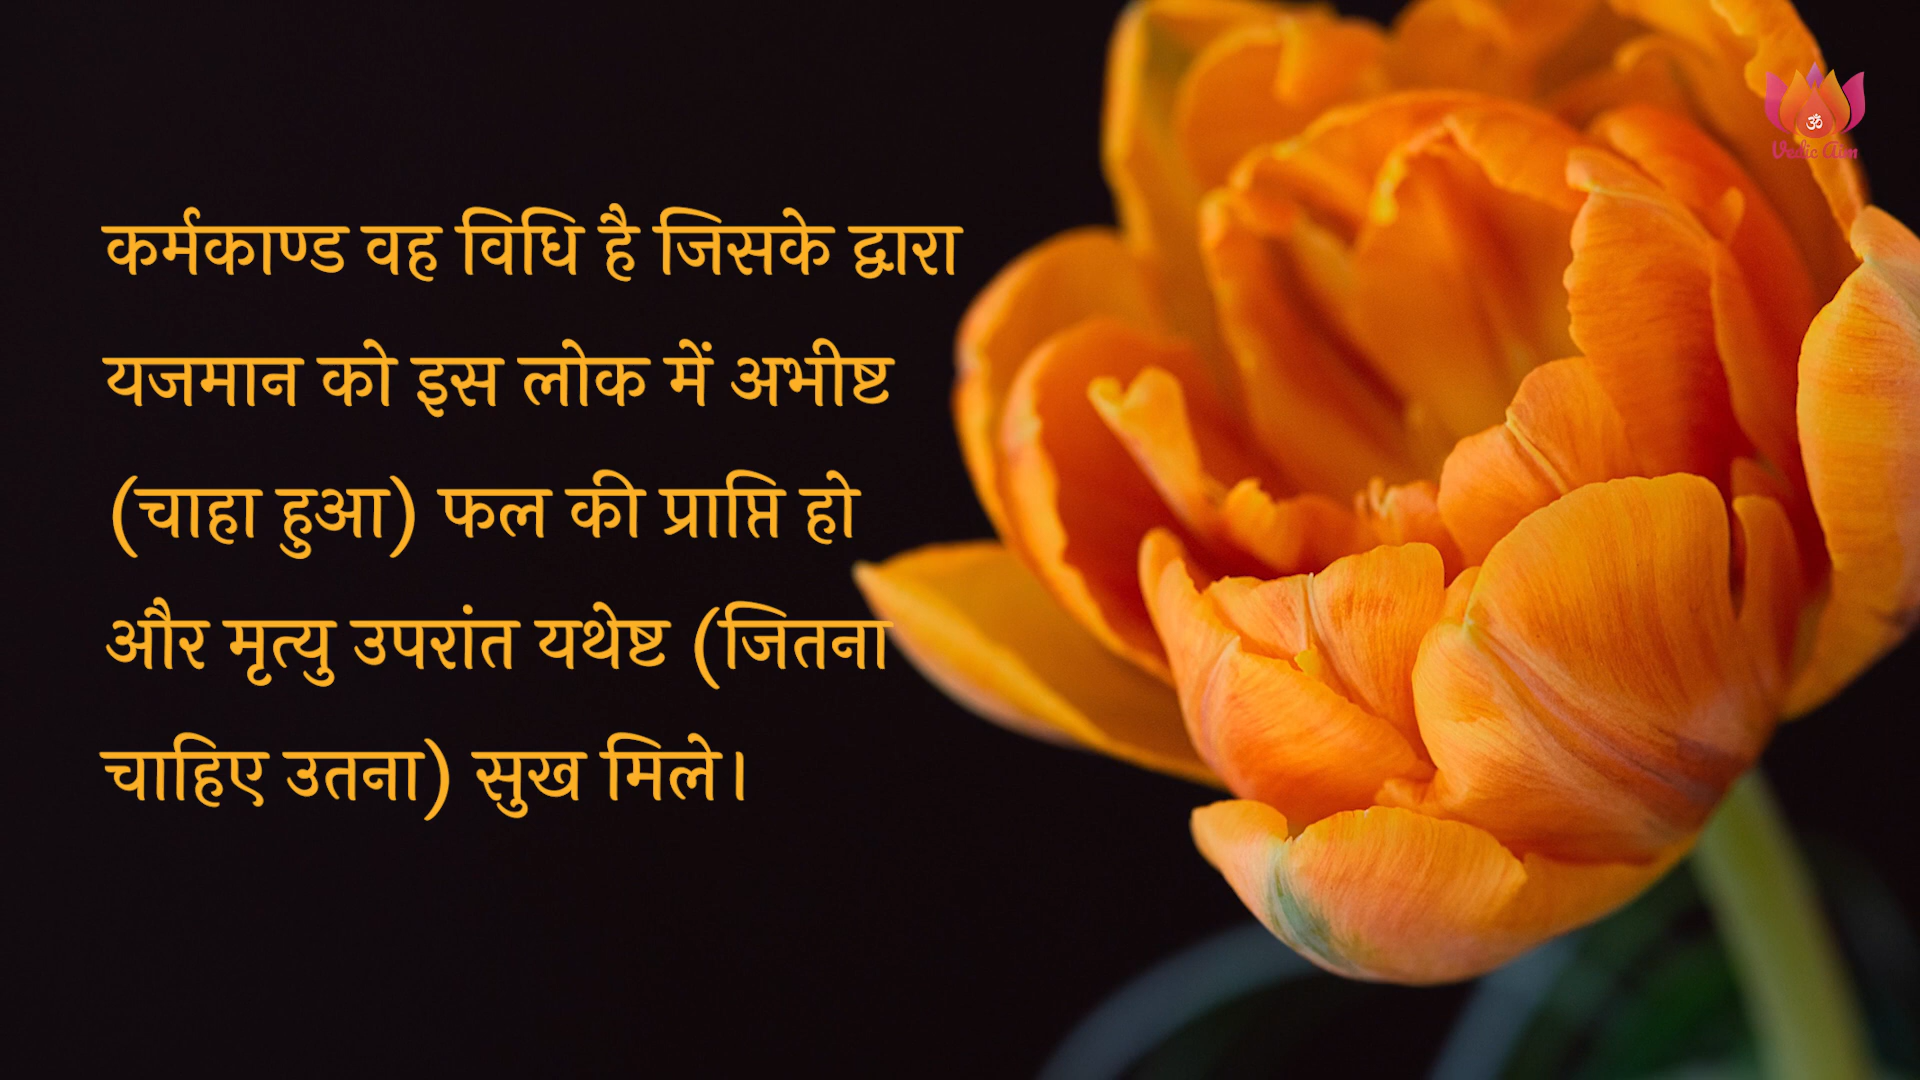 कर्मकाण्ड वह विधि है जिसके द्वारा
यजमान को इस लोक में अभीष्ट
(चाहा हुआ) फल की प्राप्ति हो
और मृत्यु उपरांत यथेष्ट (जितना
चाहिए उतना) सुख मिले।
ॐ
Vedic Aim